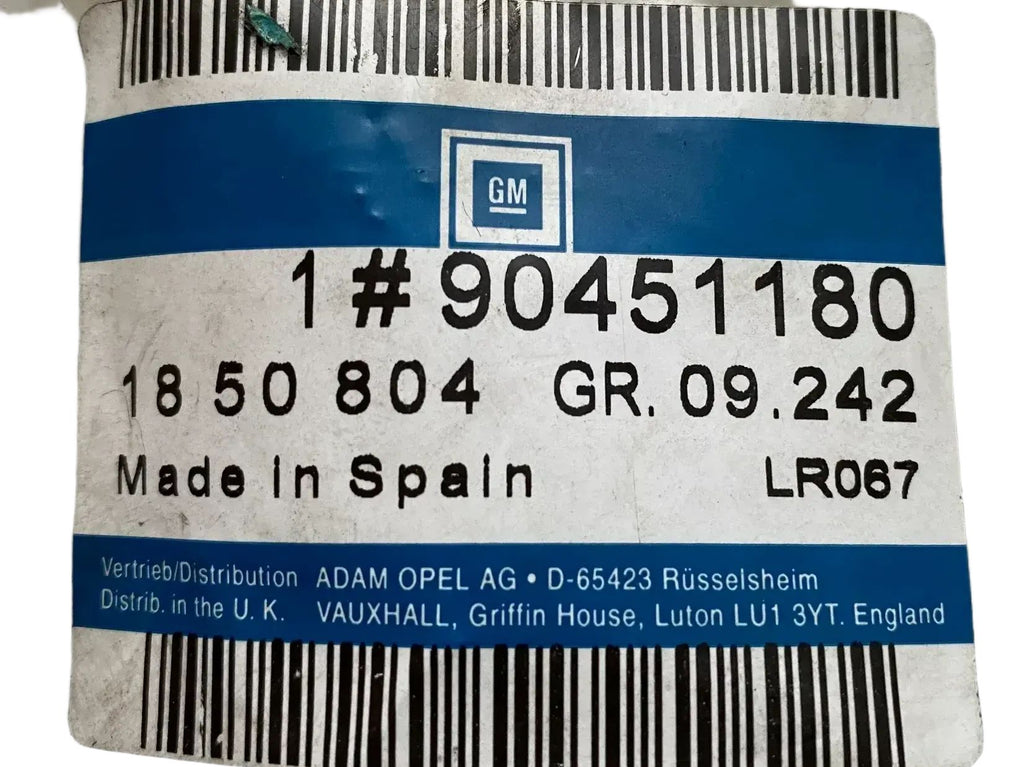 GM
1 # 90451180
18 50 804 GR. 09.242
Made in Spain LR067
Vertrieb/Distribution ADAM OPEL AG • D-65423 Rüsselsheim
Distrib. in the U. K. VAUXHALL, Griffin House, Luton LU1 3YT. England